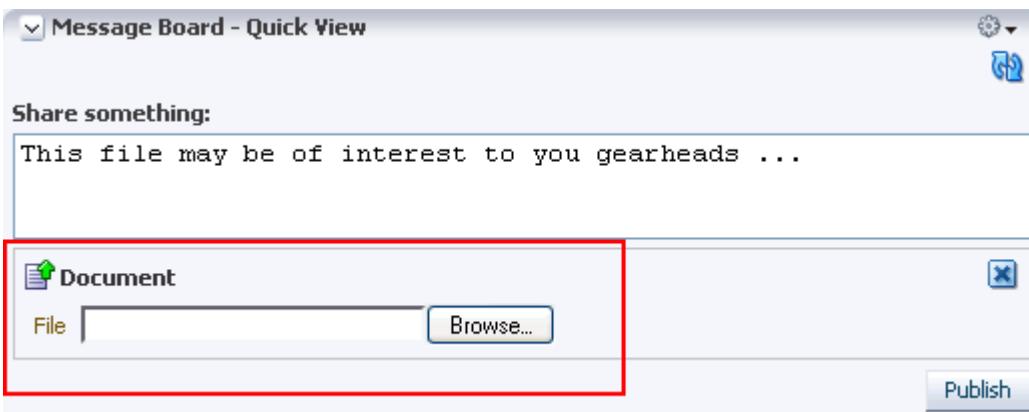 Message Board - Quick View
Share something:
This file may be of interest to you gearheads ...
Document
File Browse...
Publish